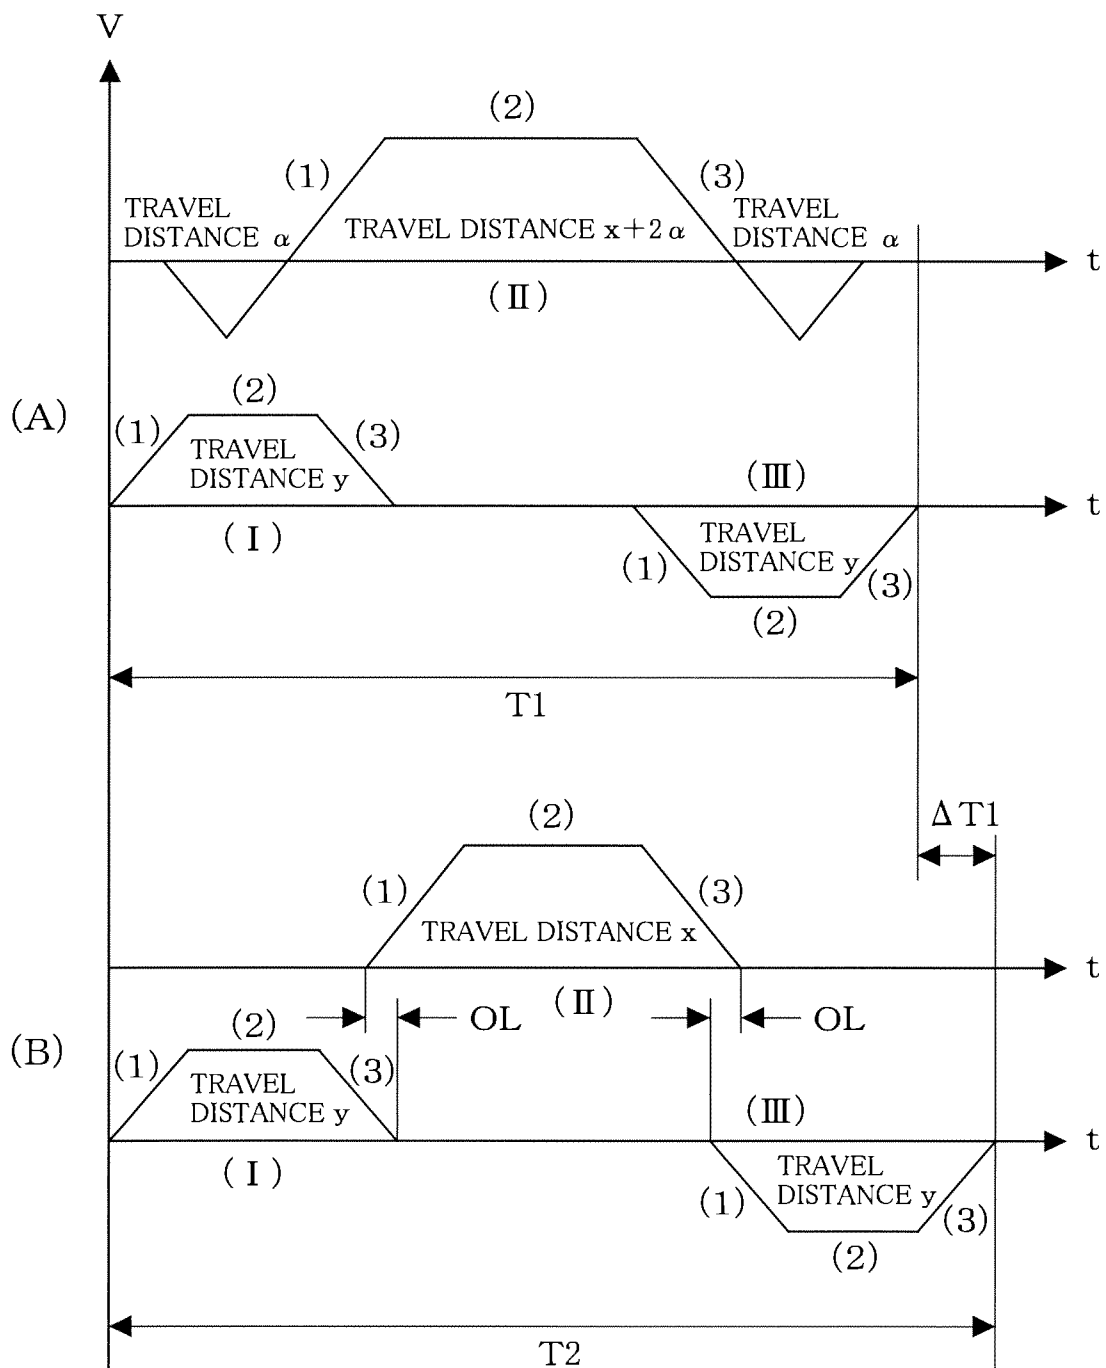 V
(2)
(1)
(3)
TRAVEL
DISTANCE α
TRAVEL DISTANCE x+2α
TRAVEL
DISTANCE α
t
(Ⅱ)
(A)
(2)
(1)
(3)
TRAVEL
DISTANCE y
(Ⅰ)
(Ⅲ)
t
TRAVEL
DISTANCE y
(1)
(3)
(2)
T1
ΔT1
(2)
(1)
(3)
TRAVEL DISTANCE x
t
(Ⅱ)
OL
OL
(B)
(2)
(1)
(3)
TRAVEL
DISTANCE y
(Ⅰ)
(Ⅲ)
t
TRAVEL
DISTANCE y
(1)
(3)
(2)
T2